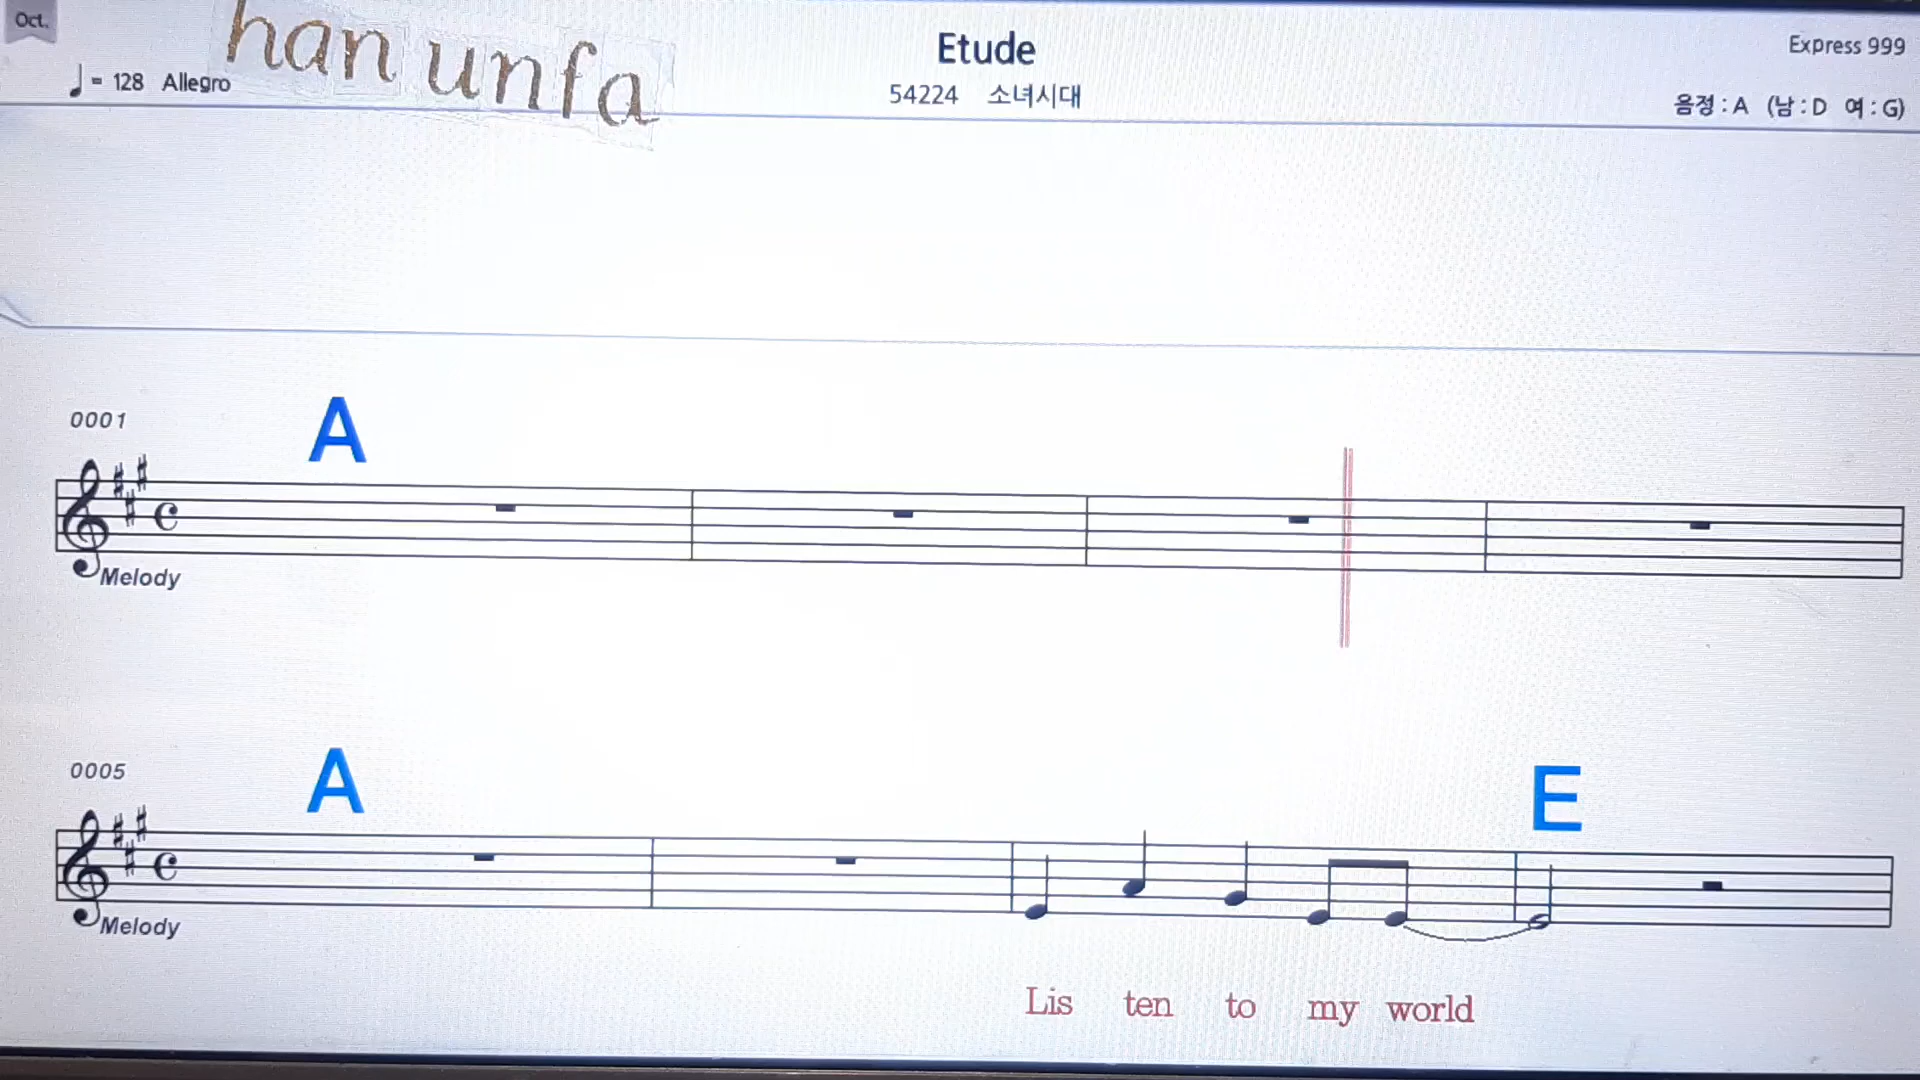 Oct.
han unfa
Etude
Express 999
♩ = 128 Allegro
54224 소녀시대
음정 : A (남 : D 여 : G)
0001
A
Melody
0005
A
E
Melody
Lis ten to my world